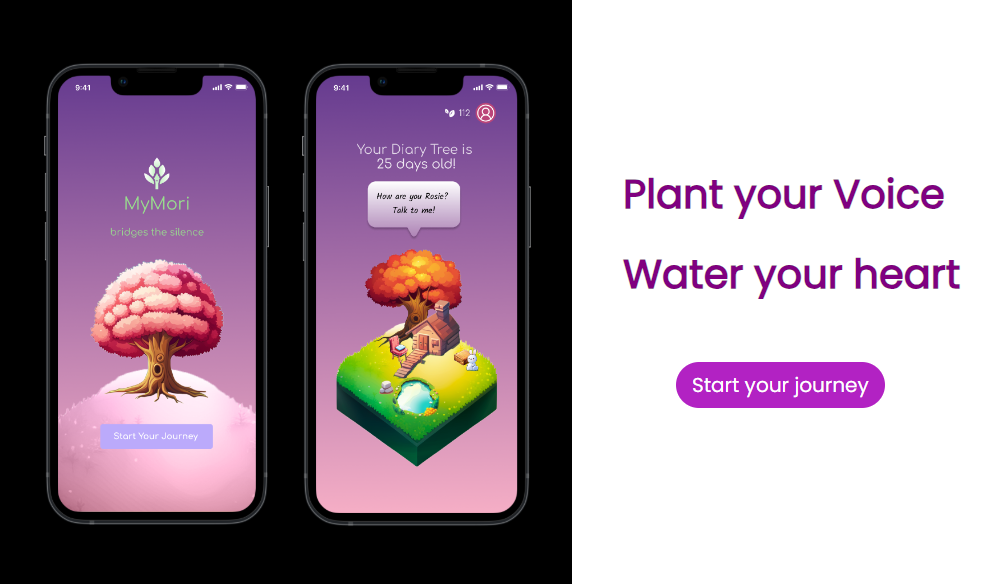 9:41
MyMori
bridges the silence
Start Your Journey
9:41
112
Your Diary Tree is
25 days old!
How are you Rosie?
Talk to me!
Plant your Voice
Water your heart
Start your journey